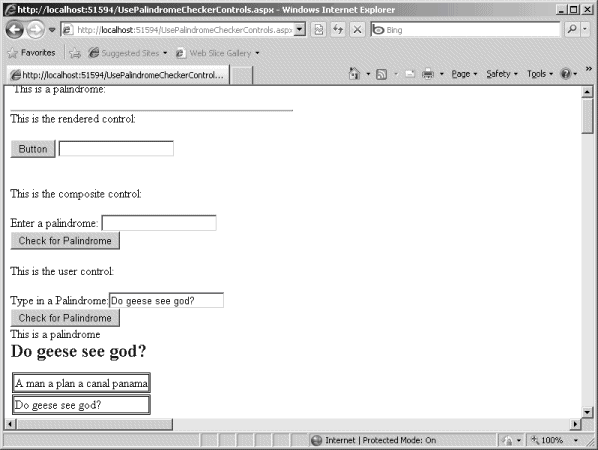 http://localhost:51594/UsePalindromeCheckerControls.aspx - Windows Internet Explorer
http://localhost:51594/UsePalindromeCheckerControls.aspx
Bing
Favorites Suggested Sites Web Slice Gallery
http://localhost:51594/UsePalindromeCheckerControl...
Page Safety Tools
This is a palindrome:
This is the rendered control:
Button
This is the composite control:
Enter a palindrome:
Check for Palindrome
This is the user control:
Type in a Palindrome: Do geese see god?
Check for Palindrome
This is a palindrome
Do geese see god?
A man a plan a canal panama
Do geese see god?
Internet | Protected Mode: On 100%